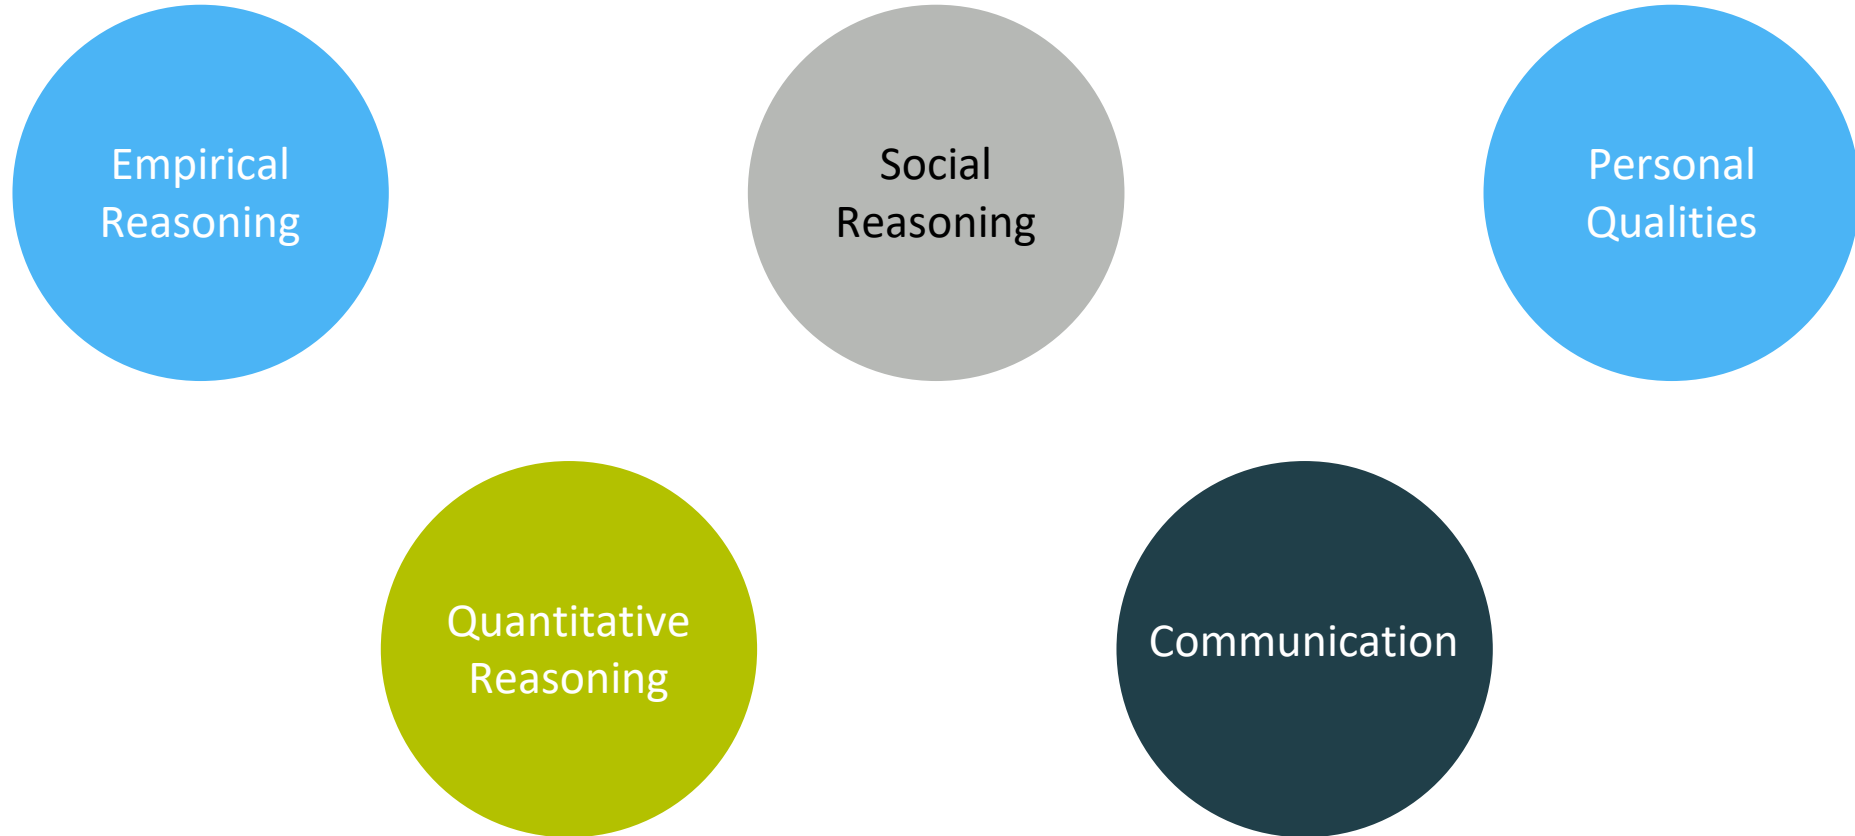 Empirical
Reasoning
Social
Reasoning
Personal
Qualities
Quantitative
Reasoning
Communication